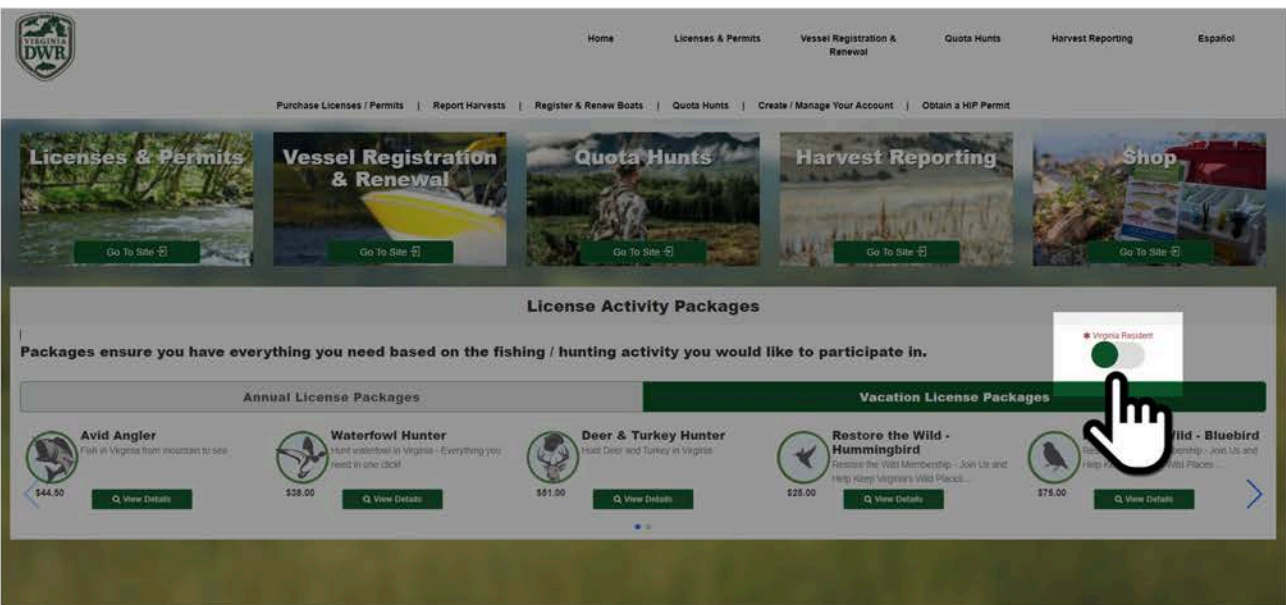 VIRGINIA
DWR
Home
Licenses & Permits
Vessel Registration &
Renewal
Quota Hunts
Harvest Reporting
Español
Purchase Licenses / Permits | Report Harvests | Register & Renew Boats | Quota Hunts | Create / Manage Your Account | Obtain a HIP Permit
Licenses & Permits
Go To Site
Vessel Registration
& Renewal
Go To Site
Quota Hunts
Go To Site
Harvest Reporting
Go To Site
Shop
Go To Site
License Activity Packages
Packages ensure you have everything you need based on the fishing / hunting activity you would like to participate in.
* Virginia Resident
Annual License Packages
Vacation License Packages
Avid Angler
Fish in Virginia from mountain to sea
$44.50
View Details
Waterfowl Hunter
Hunt waterfowl in Virginia - Everything you
need in one click!
$38.00
View Details
Deer & Turkey Hunter
Hunt Deer and Turkey in Virginia
$51.00
View Details
Restore the Wild -
Hummingbird
Restore the Wild Membership - Join Us and
Help Keep Virginia's Wild Places...
$25.00
View Details
Wild - Bluebird
Membership - Join Us and
Help Wild Places ...
$75.00
View Details